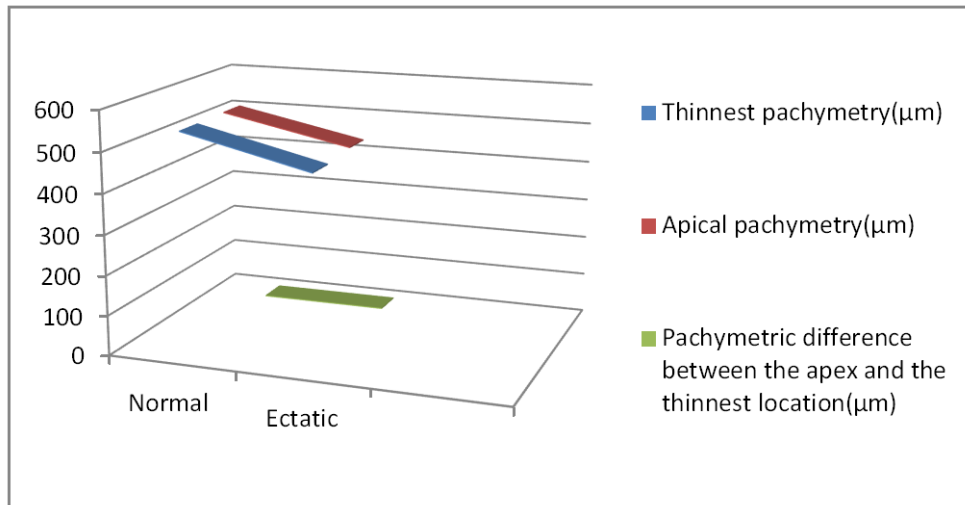 600
500
400
300
200
100
0
Normal
Ectatic
Thinnest pachymetry(µm)
Apical pachymetry(µm)
Pachymetric difference
between the apex and the
thinnest location(µm)